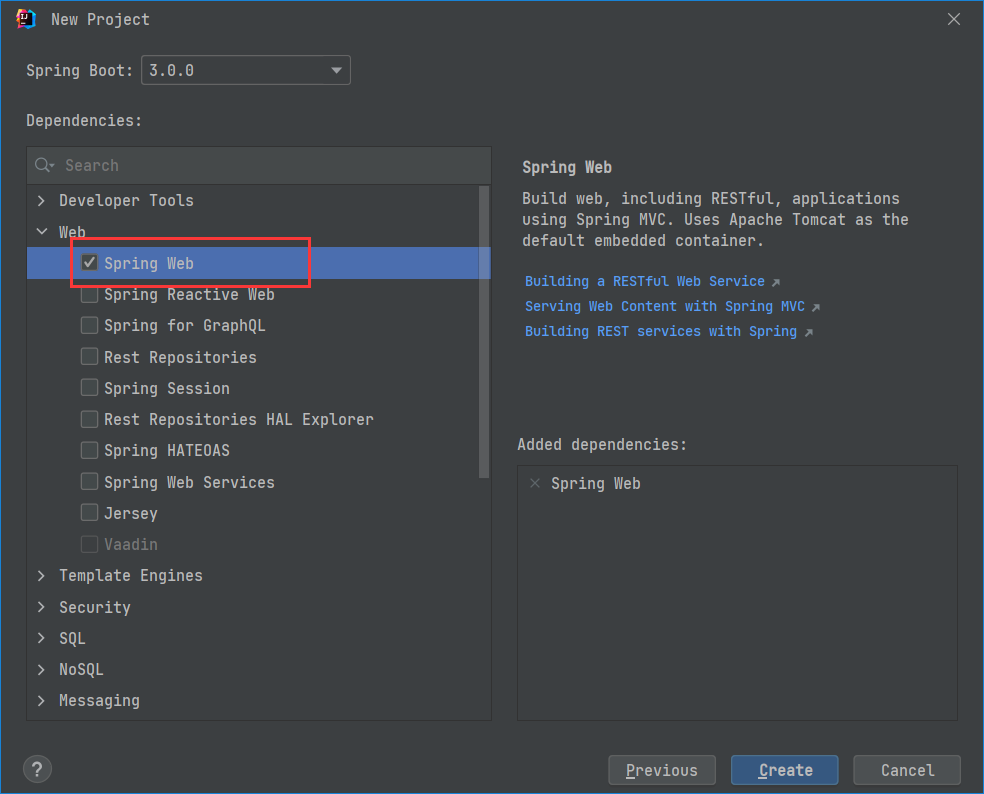 New Project
Spring Boot: 3.0.0
Dependencies:
Search
Developer Tools
Web
Spring Web
Spring Reactive Web
Spring for GraphQL
Rest Repositories
Spring Session
Rest Repositories HAL Explorer
Spring HATEOAS
Spring Web Services
Jersey
Vaadin
Template Engines
Security
SQL
NoSQL
Messaging
Spring Web
Build web, including RESTful, applications
using Spring MVC. Uses Apache Tomcat as the
default embedded container.
Building a RESTful Web Service
Serving Web Content with Spring MVC
Building REST services with Spring
Added dependencies:
Spring Web
?
Previous
Create
Cancel